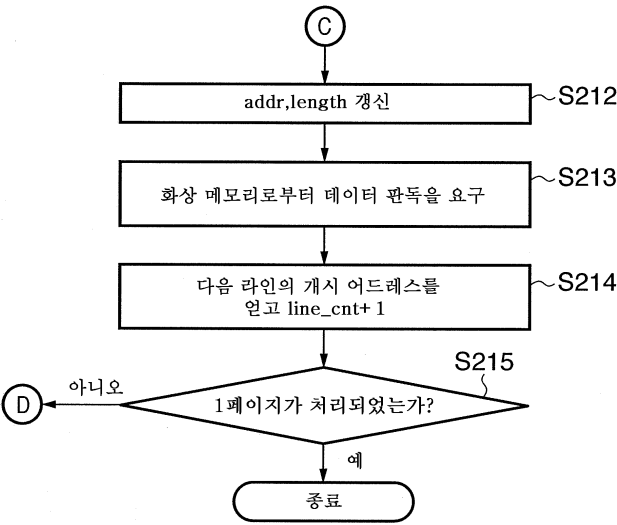 C
addr,length 갱신
S212
화상 메모리로부터 데이터 판독을 요구
S213
다음 라인의 개시 어드레스를
얻고 line_cnt+1
S214
S215
1페이지가 처리되었는가?
아니오
D
예
종료